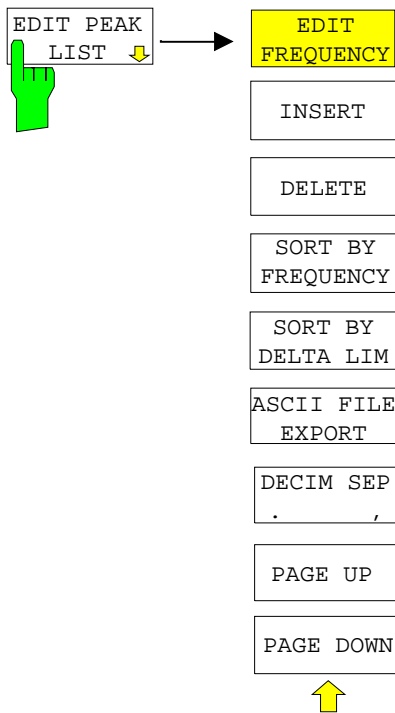 EDIT PEAK
LIST
EDIT
FREQUENCY
INSERT
DELETE
SORT BY
FREQUENCY
SORT BY
DELTA LIM
ASCII FILE
EXPORT
DECIM SEP
. ,
PAGE UP
PAGE DOWN